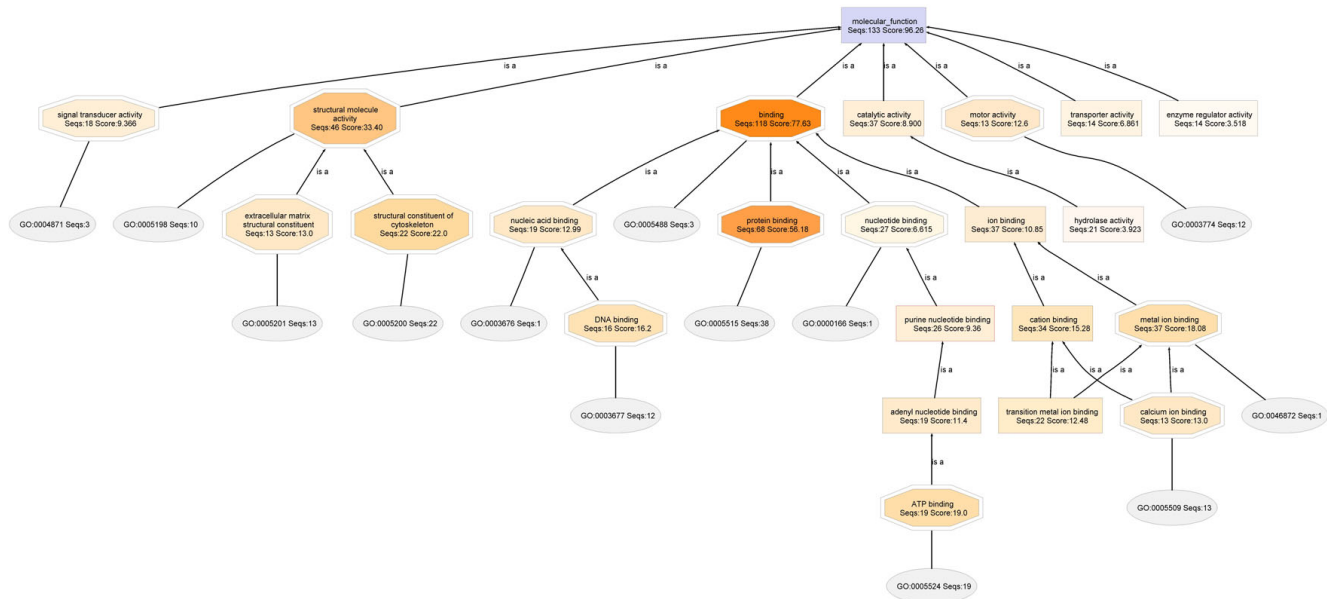 molecular_function
Seqs:133 Score:96.26
is a
is a
is a
is a
is a
is a
is a
signal transducer activity
Seqs:18 Score:9.366
structural molecule
activity
Seqs:46 Score:33.40
binding
Seqs:118 Score:77.63
catalytic activity
Seqs:37 Score:8.900
motor activity
Seqs:13 Score:12.6
transporter activity
Seqs:14 Score:6.861
enzyme regulator activity
Seqs:14 Score:3.518
is a
is a
is a
is a
is a
is a
is a
GO:0004871 Seqs:3
GO:0005198 Seqs:10
extracellular matrix
structural constituent
Seqs:13 Score:13.0
structural constituent of
cytoskeleton
Seqs:22 Score:22.0
nucleic acid binding
Seqs:19 Score:12.99
GO:0005488 Seqs:3
protein binding
Seqs:68 Score:56.18
nucleotide binding
Seqs:27 Score:6.615
ion binding
Seqs:37 Score:10.85
hydrolase activity
Seqs:21 Score:3.923
GO:0003774 Seqs:12
is a
is a
is a
is a
GO:0005201 Seqs:13
GO:0005200 Seqs:22
GO:0003676 Seqs:1
DNA binding
Seqs:16 Score:16.2
GO:0005515 Seqs:38
GO:0000166 Seqs:1
purine nucleotide binding
Seqs:26 Score:9.36
cation binding
Seqs:34 Score:15.28
metal ion binding
Seqs:37 Score:18.08
is a
is a
is a
is a
is a
GO:0003677 Seqs:12
adenyl nucleotide binding
Seqs:19 Score:11.4
transition metal ion binding
Seqs:22 Score:12.48
calcium ion binding
Seqs:13 Score:13.0
GO:0046872 Seqs:1
is a
ATP binding
Seqs:19 Score:19.0
GO:0005509 Seqs:13
GO:0005524 Seqs:19